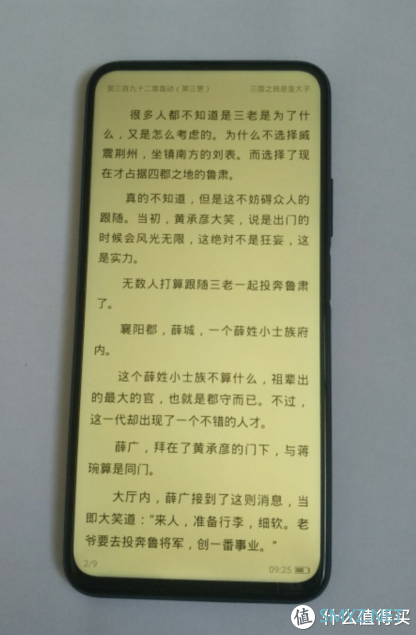 第三百九十二章轰动(第三更) 三国之我是皇太子
很多人都不知道是三老是为了什
么,又是怎么考虑的。为什么不选择威
震荆州,坐镇南方的刘表。而选择了现
在才占据四郡之地的鲁肃。
真的不知道,但是这不妨碍众人的
跟随。当初,黄承彦大笑,说是出门的
时候会风光无限,这绝对不是狂妄,这
是实力。
无数人打算跟随三老一起投奔鲁肃
了。
襄阳郡,薛城,一个薛姓小士族府
内。
这个薛姓小士族不算什么,祖辈出
的最大的官,也就是郡守而已。不过,
这一代却出现了一个不错的人才。
薛广,拜在了黄承彦的门下,与蒋
琬算是同门。
大厅内,薛广接到了这则消息,当
即大笑道:“来人,准备行李,细软。老
爷要去投奔鲁将军,创一番事业。”
2/9 09:25
值 什么值得买